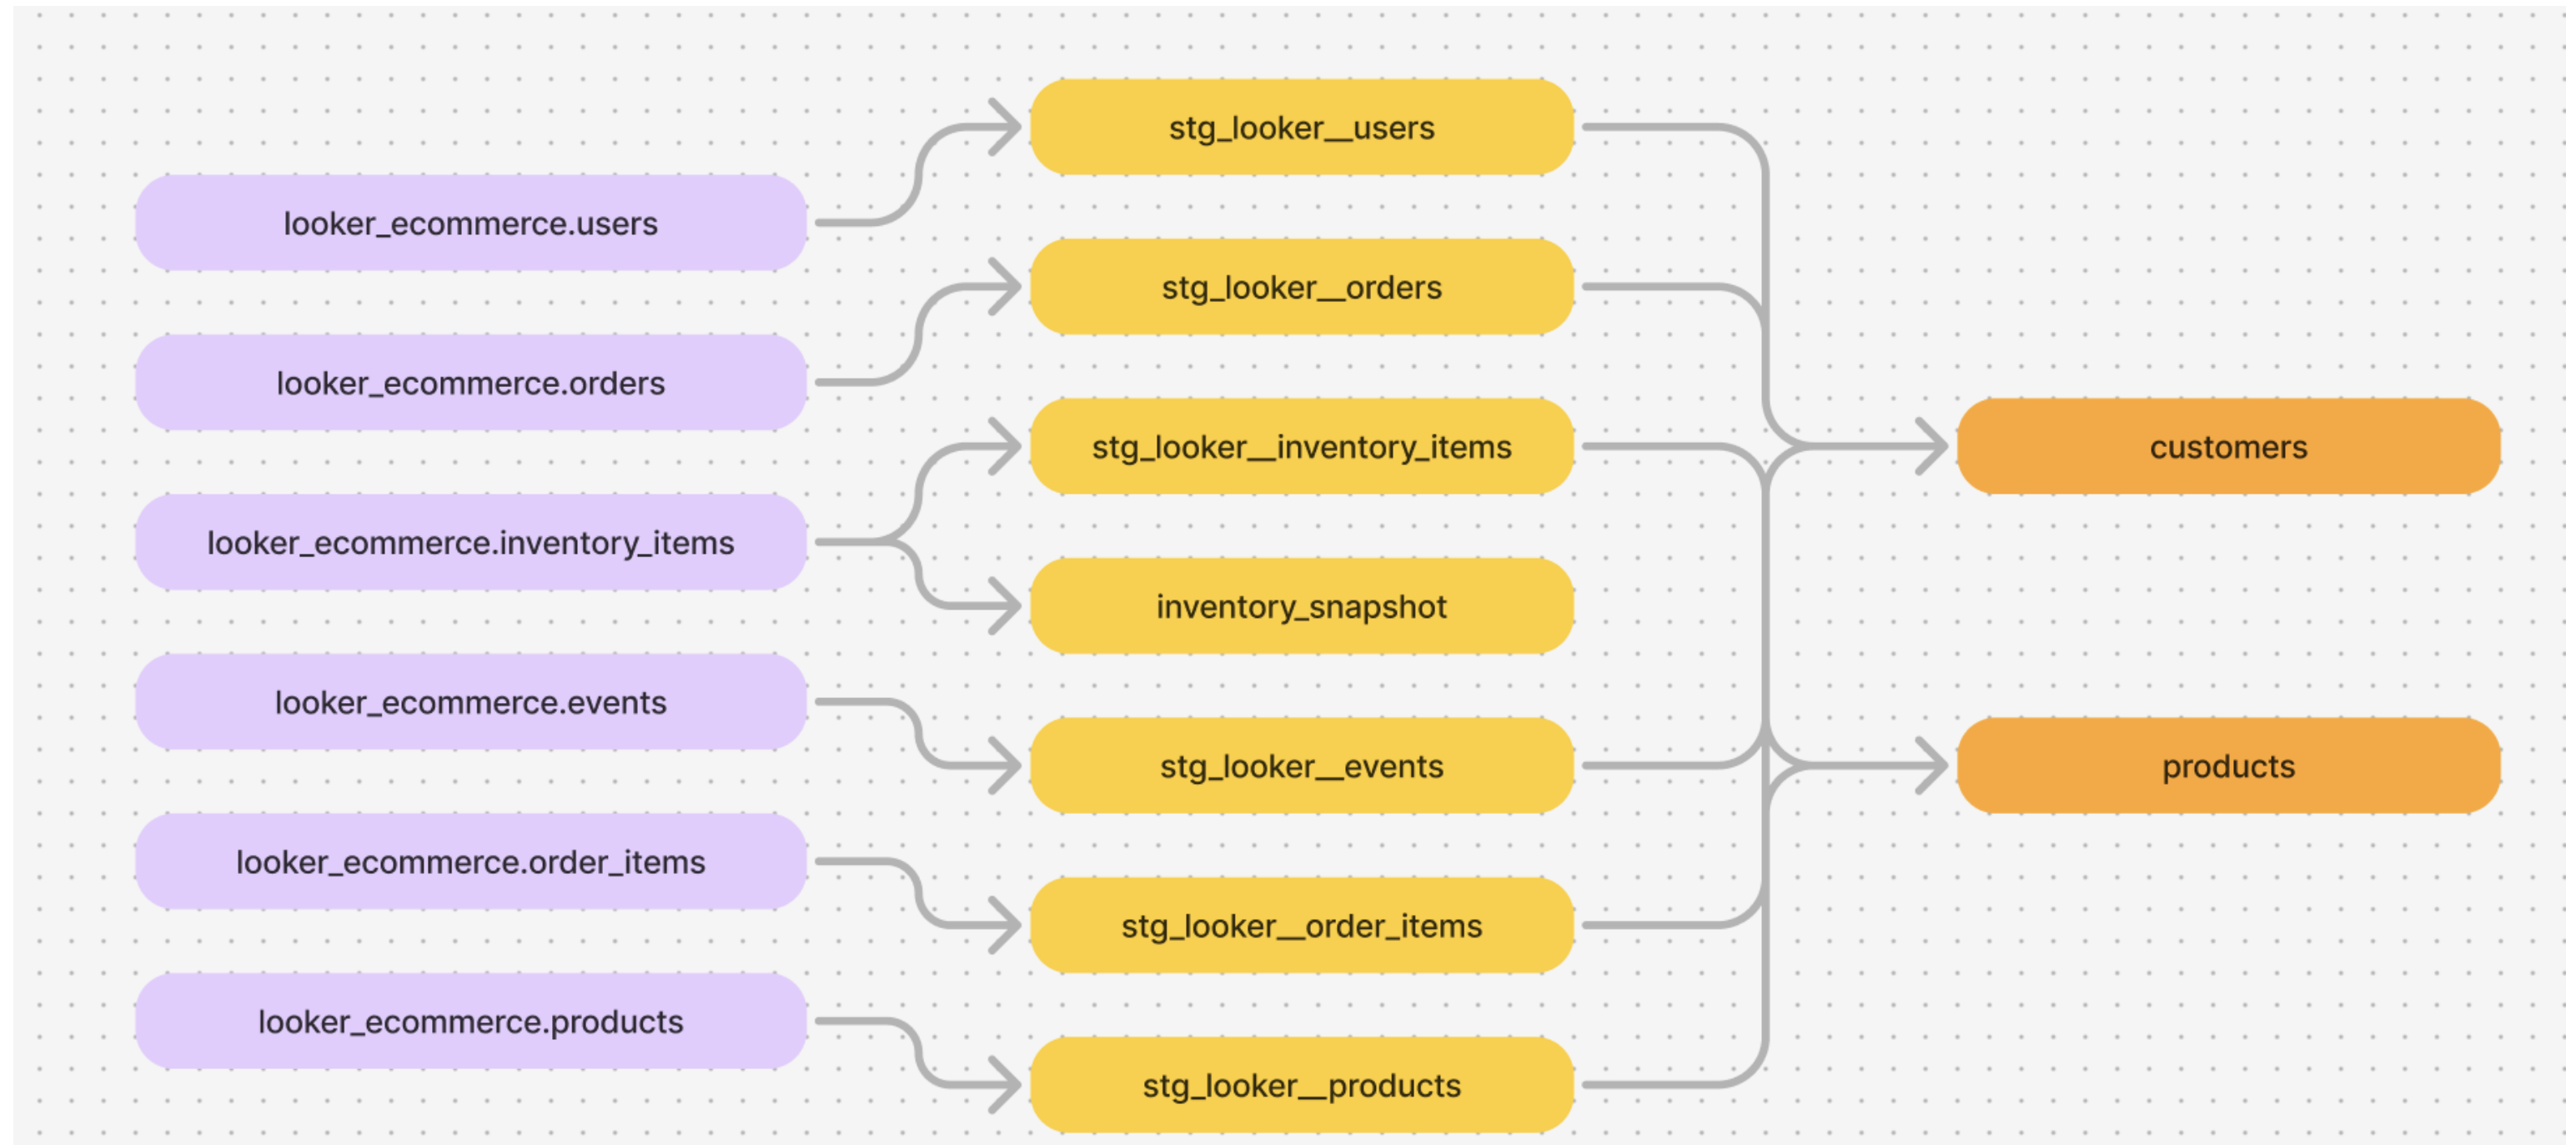 looker_ecommerce.users
looker_ecommerce.orders
looker_ecommerce.inventory_items
looker_ecommerce.events
looker_ecommerce.order_items
looker_ecommerce.products
stg_looker__users
stg_looker__orders
stg_looker__inventory_items
inventory_snapshot
stg_looker__events
stg_looker__order_items
stg_looker__products
customers
products